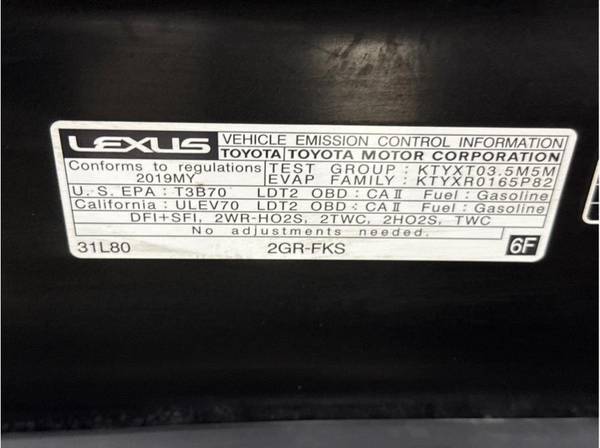 LEXUS VEHICLE EMISSION CONTROL INFORMATION
TOYOTA TOYOTA MOTOR CORPORATION
Conforms to regulations TEST GROUP : KTYXT03.5M5M
2019MY EVAP FAMILY : KTYXR0165P82
U.S. EPA : T3B70 LDT2 OBD : CA II Fuel : Gasoline
California : ULEV70 LDT2 OBD : CA II Fuel : Gasoline
DFI+SFI, 2WR-HO2S, 2TWC, 2HO2S, TWC
No adjustments needed.
31L80 2GR-FKS 6F